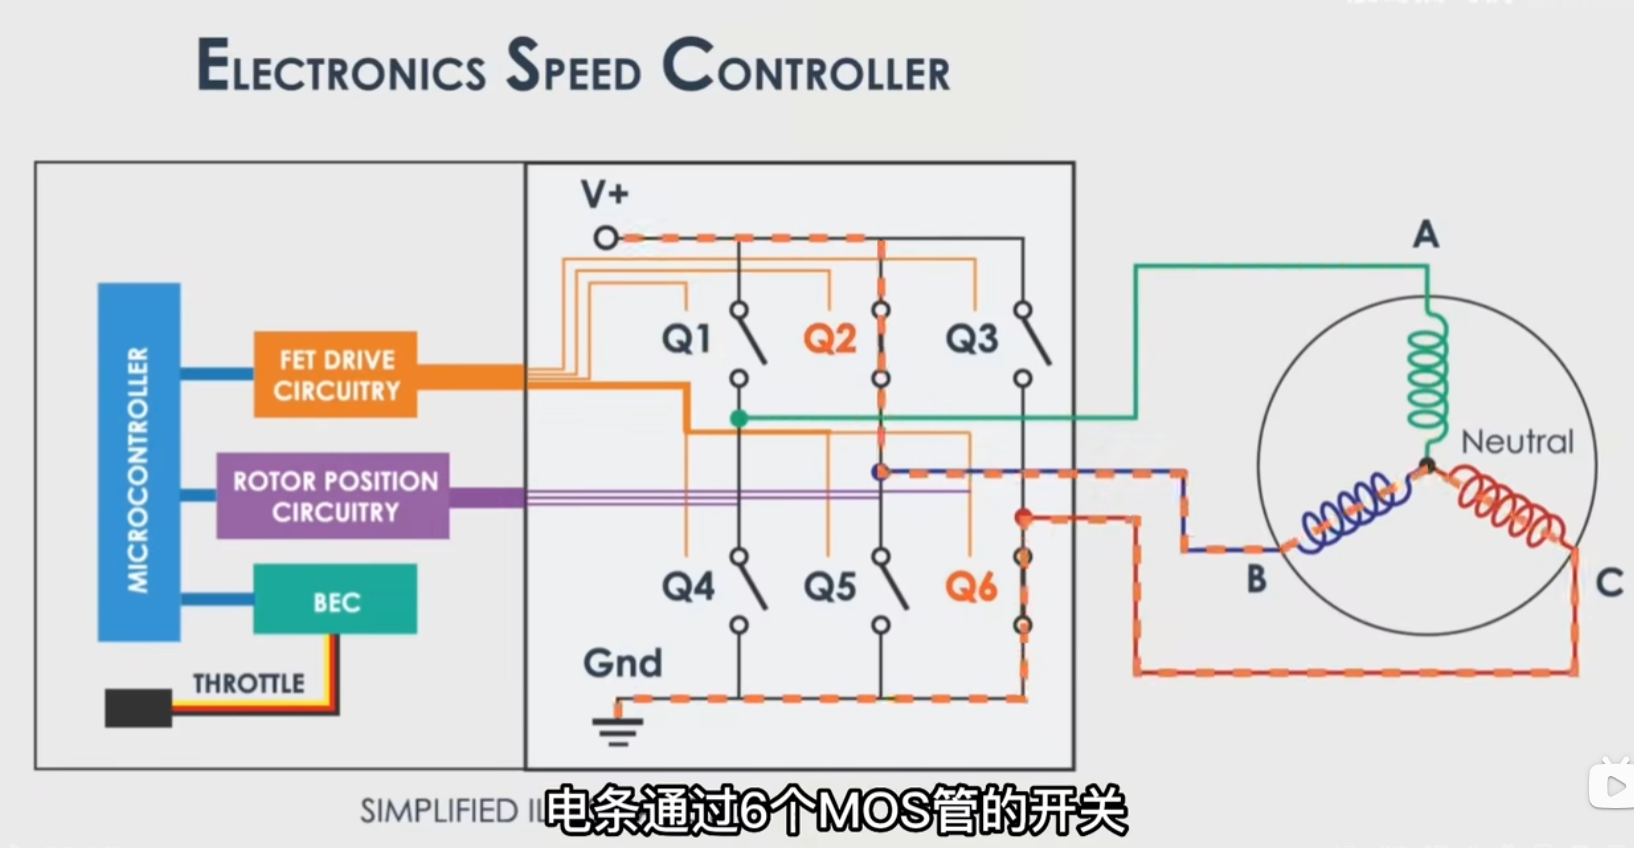 ELECTRONICS SPEED CONTROLLER
V+
A
Q1
Q2
Q3
MICROCONTROLLER
FET DRIVE
CIRCUITRY
Neutral
ROTOR POSITION
CIRCUITRY
B
C
Q4
Q5
Q6
BEC
Gnd
THROTTLE
SIMPLIFIED
电条通过6个MOS管的开关